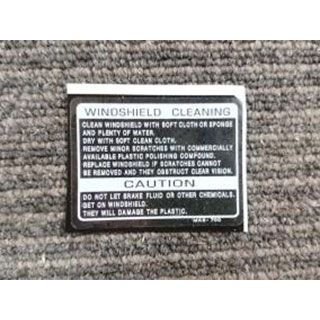 WINDSHIELD CLEANING
CLEAN WINDSHIELD WITH SOFT CLOTH OR SPONGE
AND PLENTY OF WATER.
DRY WITH SOFT CLEAN CLOTH.
REMOVE MINOR SCRATCHES WITH COMMERCIALLY
AVAILABLE PLASTIC POLISHING COMPOUND.
REPLACE WINDSHIELD IF SCRATCHES CANNOT
BE REMOVED AND THEY OBSTRUCT CLEAR VISION.
CAUTION
DO NOT LET BRAKE FLUID OR OTHER CHEMICALS.
GET ON WINDSHIELD.
THEY WILL DAMAGE THE PLASTIC.